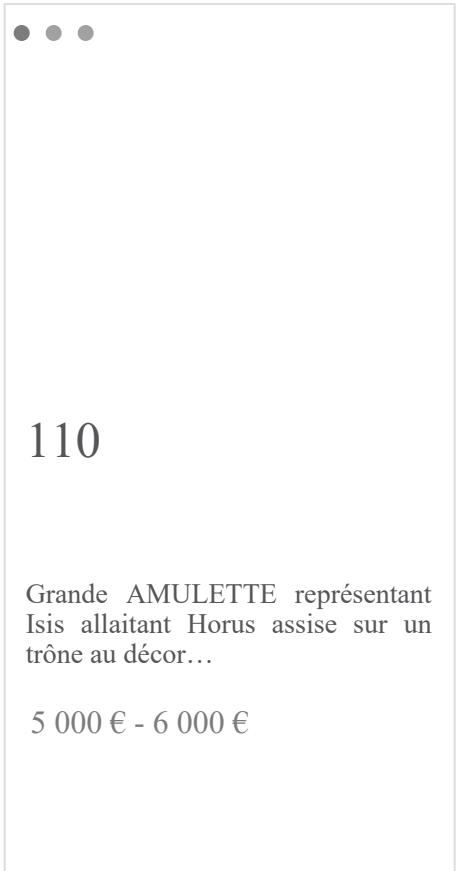 110
Grande AMULETTE représentant
Isis allaitant Horus assise sur un
trône au décor…
5 000 € - 6 000 €